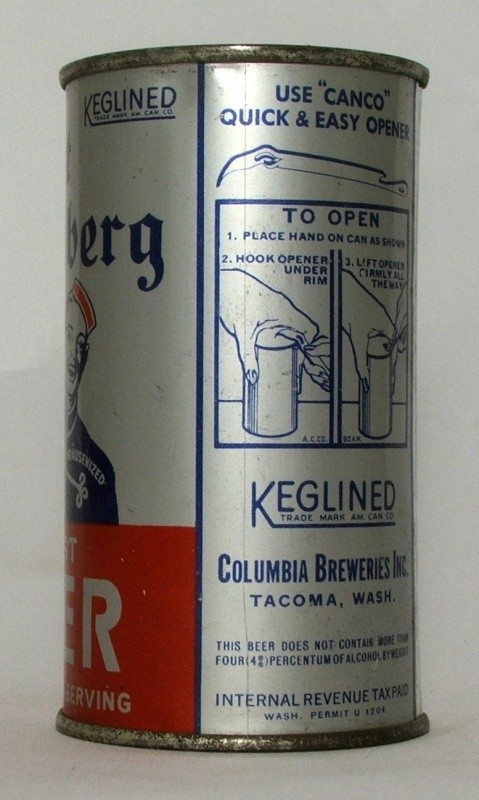 KEGLINED
TRADE MARK AM. CAN CO.
berg
KRAUSENIZED
ST
ER
SERVING
USE "CANCO"
QUICK & EASY OPENER
TO OPEN
1. PLACE HAND ON CAN AS SHOWN
2. HOOK OPENER UNDER RIM
3. LIFT OPENER FIRMLY ALL THE WAY
A.C.CO.
KEGLINED
TRADE MARK AM. CAN CO.
COLUMBIA BREWERIES INC.
TACOMA, WASH.
THIS BEER DOES NOT CONTAIN MORE THAN
FOUR (4%) PERCENTUM OF ALCOHOL BY WEIGHT
INTERNAL REVENUE TAX PAID
WASH. PERMIT U 1204